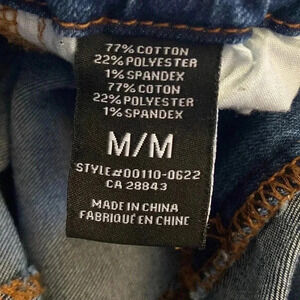 77% COTTON
22% POLYESTER
1% SPANDEX
77% COTON
22% POLYESTER
1% SPANDEX
M/M
STYLE#00110-0622
CA 28843
MADE IN CHINA
FABRIQUÉ EN CHINE